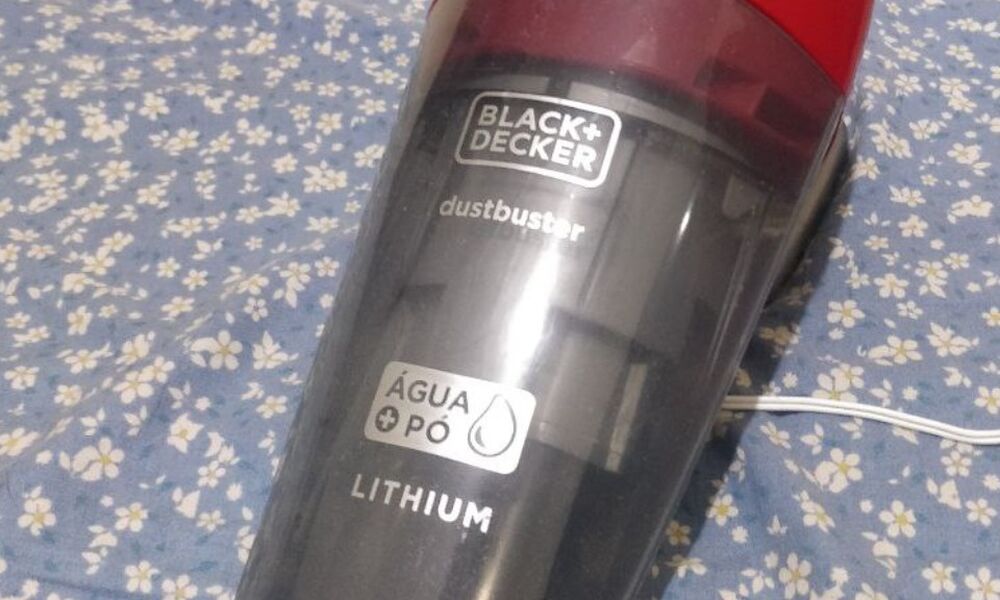 BLACK+
DECKER
dustbuster
ÁGUA
+ PÓ
LITHIUM